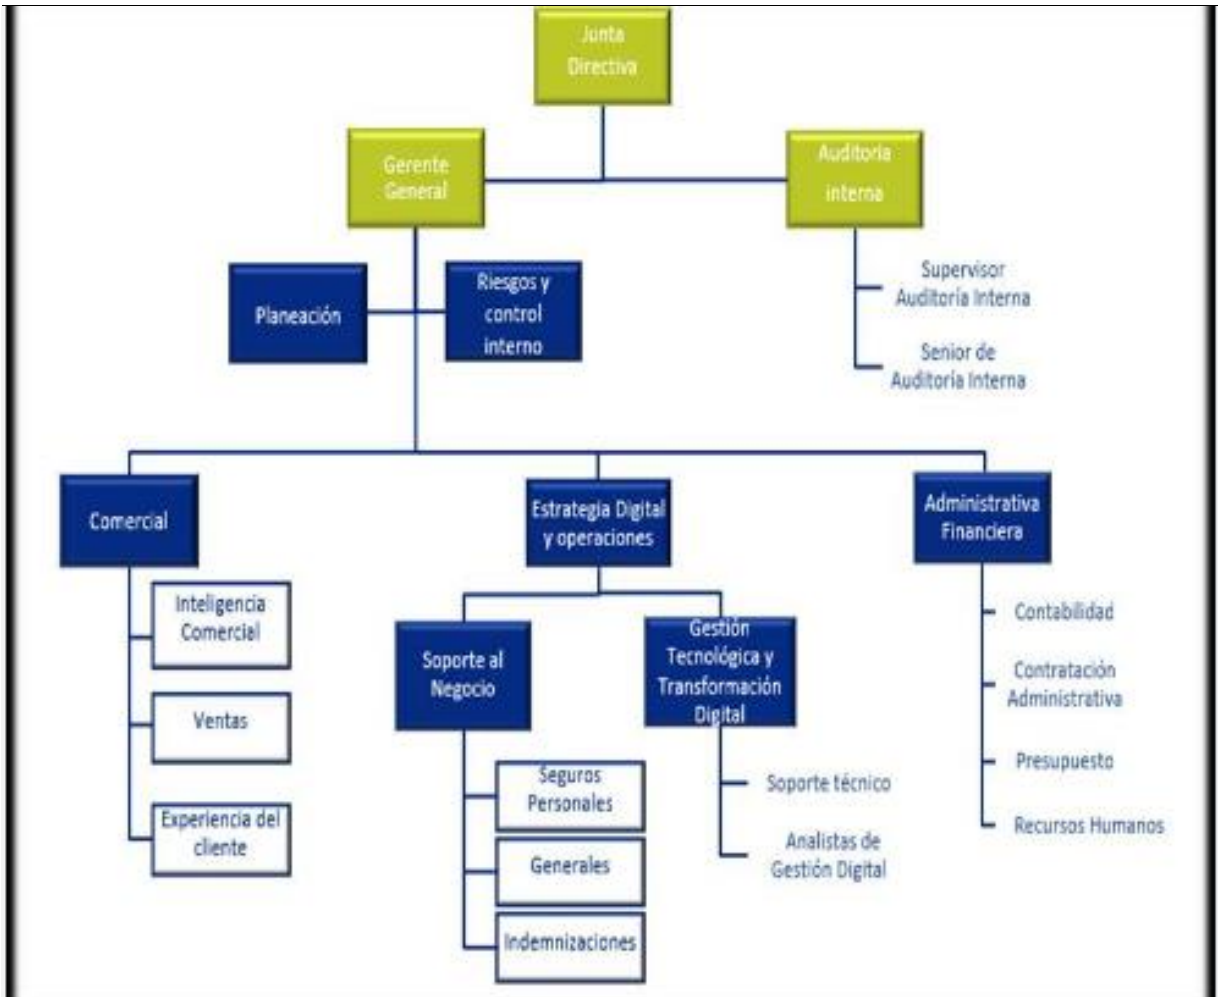 Junta
Directiva
Gerente
General
Auditoría
interna
Planeación
Riesgos y
control
interno
Supervisor
Auditoría Interna
Senior de
Auditoría Interna
Comercial
Estrategia Digital
y operaciones
Administrativa
Financiera
Inteligencia
Comercial
Ventas
Experiencia del
cliente
Soporte al
Negocio
Gestión
Tecnológica y
Transformación
Digital
Seguros
Personales
Generales
Indemnizaciones
Soporte técnico
Analistas de
Gestión Digital
Contabilidad
Contratación
Administrativa
Presupuesto
Recursos Humanos